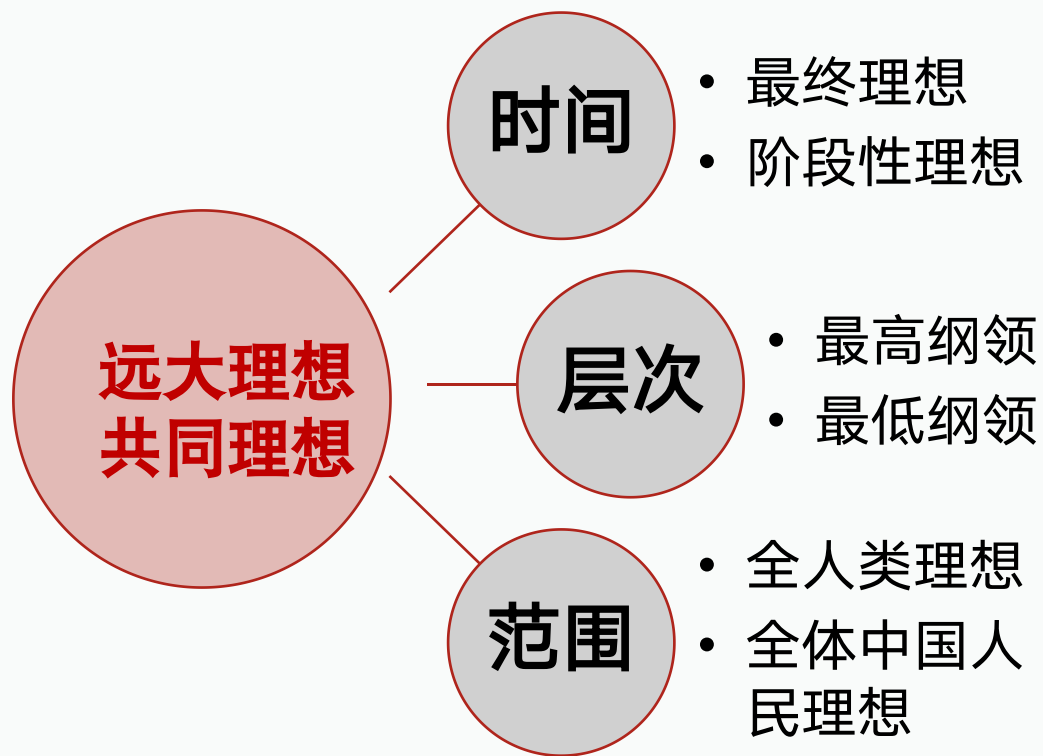 远大理想
共同理想
时间
• 最终理想
• 阶段性理想
层次
• 最高纲领
• 最低纲领
范围
• 全人类理想
• 全体中国人
民理想